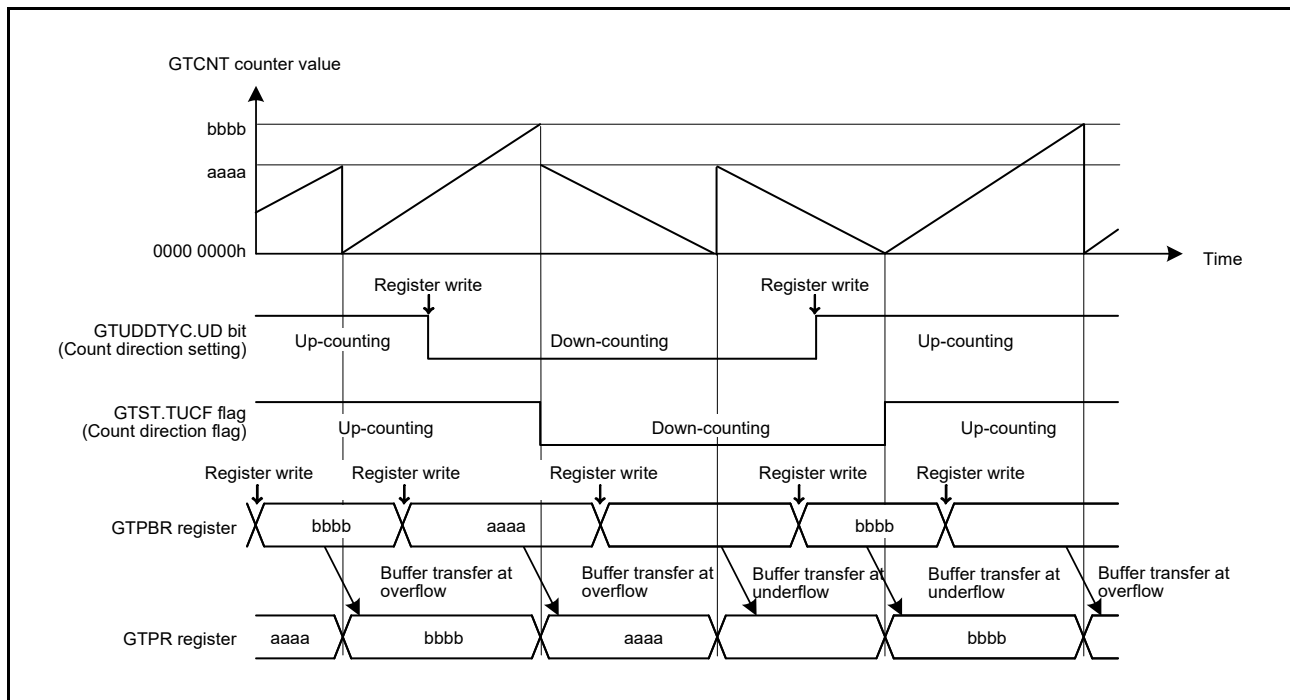 GTCNT counter value
bbbb
aaaa
0000 0000h
Time
Register write
Register write
GTUDDTYC.UD bit
(Count direction setting)
Up-counting
Down-counting
Up-counting
GTST.TUCF flag
(Count direction flag)
Up-counting
Down-counting
Up-counting
Register write
Register write
Register write
Register write
Register write
GTPBR register
bbbb
aaaa
bbbb
Buffer transfer at
overflow
Buffer transfer at
overflow
Buffer transfer at
underflow
Buffer transfer at
underflow
Buffer transfer at
overflow
GTPR register
aaaa
bbbb
aaaa
bbbb